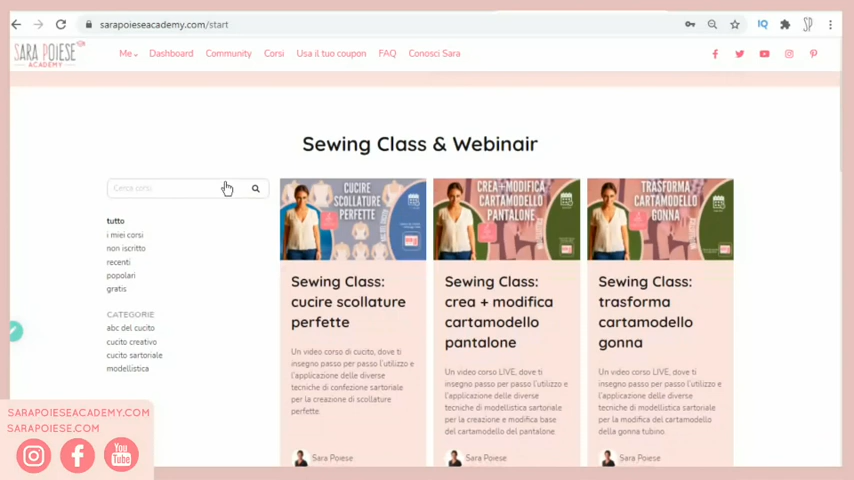 sarapoieseacademy.com/start
SARA POIESE
ACADEMY
Me Dashboard Community Corsi Usa il tuo coupon FAQ Conosci Sara
Sewing Class & Webinair
Cerca corsi
tutto
i miei corsi
non iscritto
recenti
popolari
gratis
CATEGORIE
abc del cucito
cucito creativo
cucito sartoriale
modellistica
CUCIRE
SCOLLATURE
PERFETTE
Sewing Class:
cucire scollature
perfette
Un video corso di cucito, dove ti
insegno passo per passo l'utilizzo e
l'applicazione delle diverse
tecniche di confezione sartoriale
per la creazione di scollature
perfette.
Sara Poiese
CREA+MODIFICA
CARTAMODELLO
PANTALONE
Sewing Class:
crea + modifica
cartamodello
pantalone
Un video corso LIVE, dove ti
insegno passo per passo l'utilizzo e
l'applicazione delle diverse
tecniche di modellistica sartoriale
per la creazione e modifica base
del cartamodello del pantalone.
Sara Poiese
TRASFORMA
CARTAMODELLO
GONNA
Sewing Class:
trasforma
cartamodello
gonna
Un video corso LIVE, dove ti
insegno passo per passo l'utilizzo e
l'applicazione delle diverse
tecniche di modellistica sartoriale
per la modifica del cartamodello
della gonna tubino.
Sara Poiese
SARAPOIESEACADEMY.COM
SARAPOIESE.COM
You
Tube